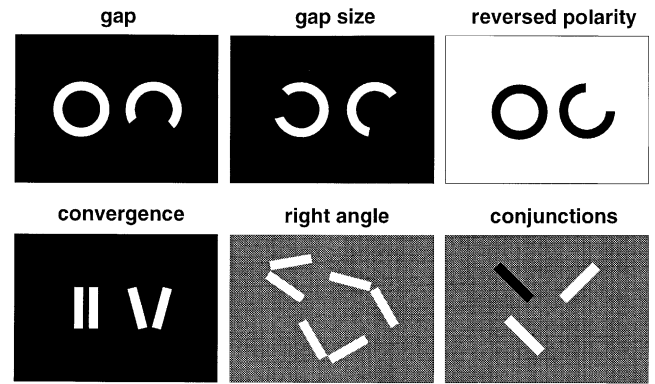 gap
gap size
reversed polarity
convergence
right angle
conjunctions